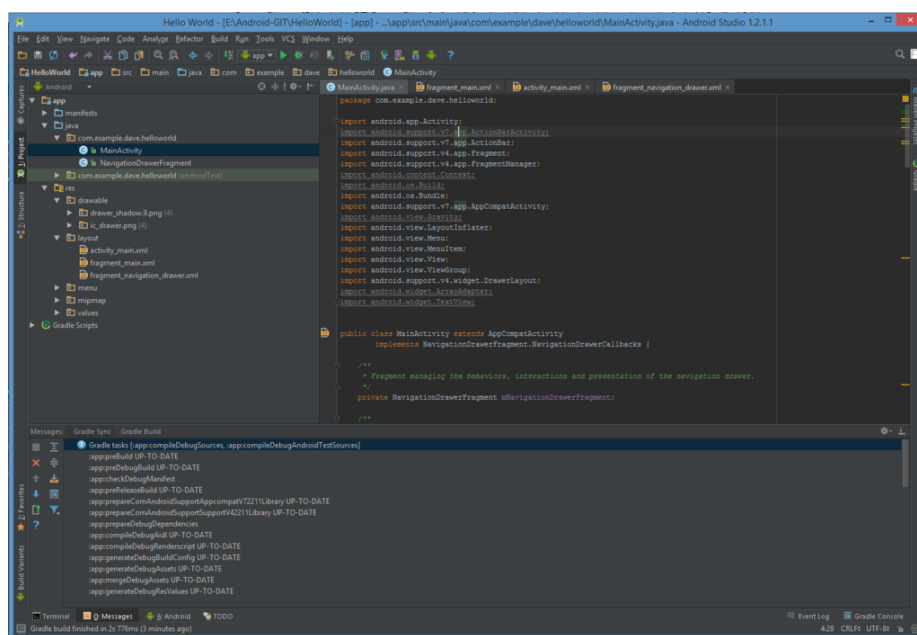 Hello World - [E:\Android-GIT\HelloWorld] - [app] - ...\app\src\main\java\com\example\dave\helloworld\MainActivity.java - Android Studio 1.2.1.1
File Edit View Navigate Code Analyze Refactor Build Run Tools VCS Window Help
app
HelloWorld app src main java com example dave helloworld MainActivity
Android
MainActivity.java fragment_main.xml activity_main.xml fragment_navigation_drawer.xml
Captures
1: Project
2: Structure
2: Favorites
Build Variants
app
manifests
java
com.example.dave.helloworld
MainActivity
NavigationDrawerFragment
com.example.dave.helloworld (androidTest)
res
drawable
drawer_shadow.9.png (4)
ic_drawer.png (4)
layout
activity_main.xml
fragment_main.xml
fragment_navigation_drawer.xml
menu
mipmap
values
Gradle Scripts
package com.example.dave.helloworld;
import android.app.Activity;
import android.support.v7.app.ActionBarActivity;
import android.support.v7.app.ActionBar;
import android.support.v4.app.Fragment;
import android.support.v4.app.FragmentManager;
import android.content.Context;
import android.os.Build;
import android.os.Bundle;
import android.support.v7.app.AppCompatActivity;
import android.view.Gravity;
import android.view.LayoutInflater;
import android.view.Menu;
import android.view.MenuItem;
import android.view.View;
import android.view.ViewGroup;
import android.support.v4.widget.DrawerLayout;
import android.widget.ArrayAdapter;
import android.widget.TextView;
public class MainActivity extends AppCompatActivity
implements NavigationDrawerFragment.NavigationDrawerCallbacks {
/**
* Fragment managing the behaviors, interactions and presentation of the navigation drawer.
*/
private NavigationDrawerFragment mNavigationDrawerFragment;
/**
Messages: Gradle Sync Gradle Build
Gradle tasks [:app:compileDebugSources, :app:compileDebugAndroidTestSources]
:app:preBuild UP-TO-DATE
:app:preDebugBuild UP-TO-DATE
:app:checkDebugManifest
:app:preReleaseBuild UP-TO-DATE
:app:prepareComAndroidSupportAppcompatV72211Library UP-TO-DATE
:app:prepareComAndroidSupportSupportV42211Library UP-TO-DATE
:app:prepareDebugDependencies
:app:compileDebugAidl UP-TO-DATE
:app:compileDebugRenderscript UP-TO-DATE
:app:generateDebugBuildConfig UP-TO-DATE
:app:generateDebugAssets UP-TO-DATE
:app:mergeDebugAssets UP-TO-DATE
:app:generateDebugResValues UP-TO-DATE
Terminal 0: Messages 6: Android TODO Event Log Gradle Console
Gradle build finished in 2s 776ms (3 minutes ago) 4:28 CRLF UTF-8